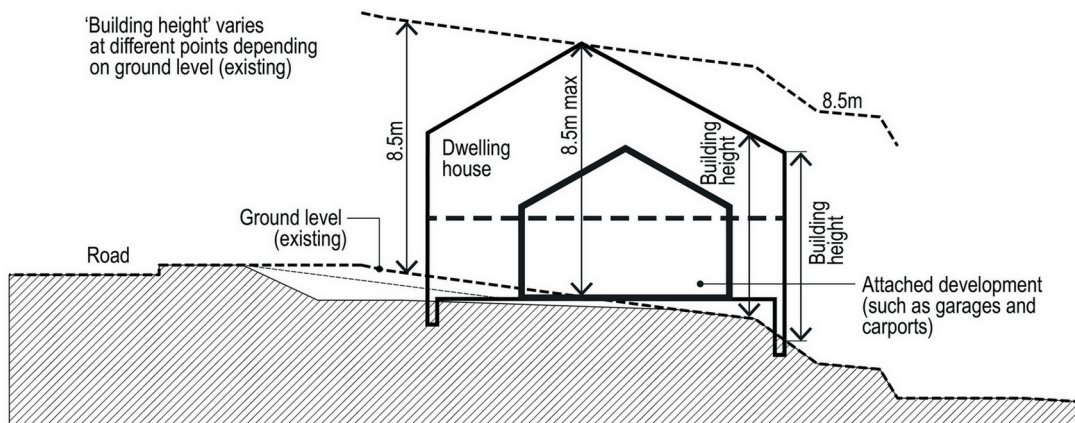 'Building height' varies
at different points depending
on ground level (existing)
8.5m
8.5m max
8.5m
Dwelling
house
Building
height
Building
height
Ground level
(existing)
Road
Attached development
(such as garages and
carports)